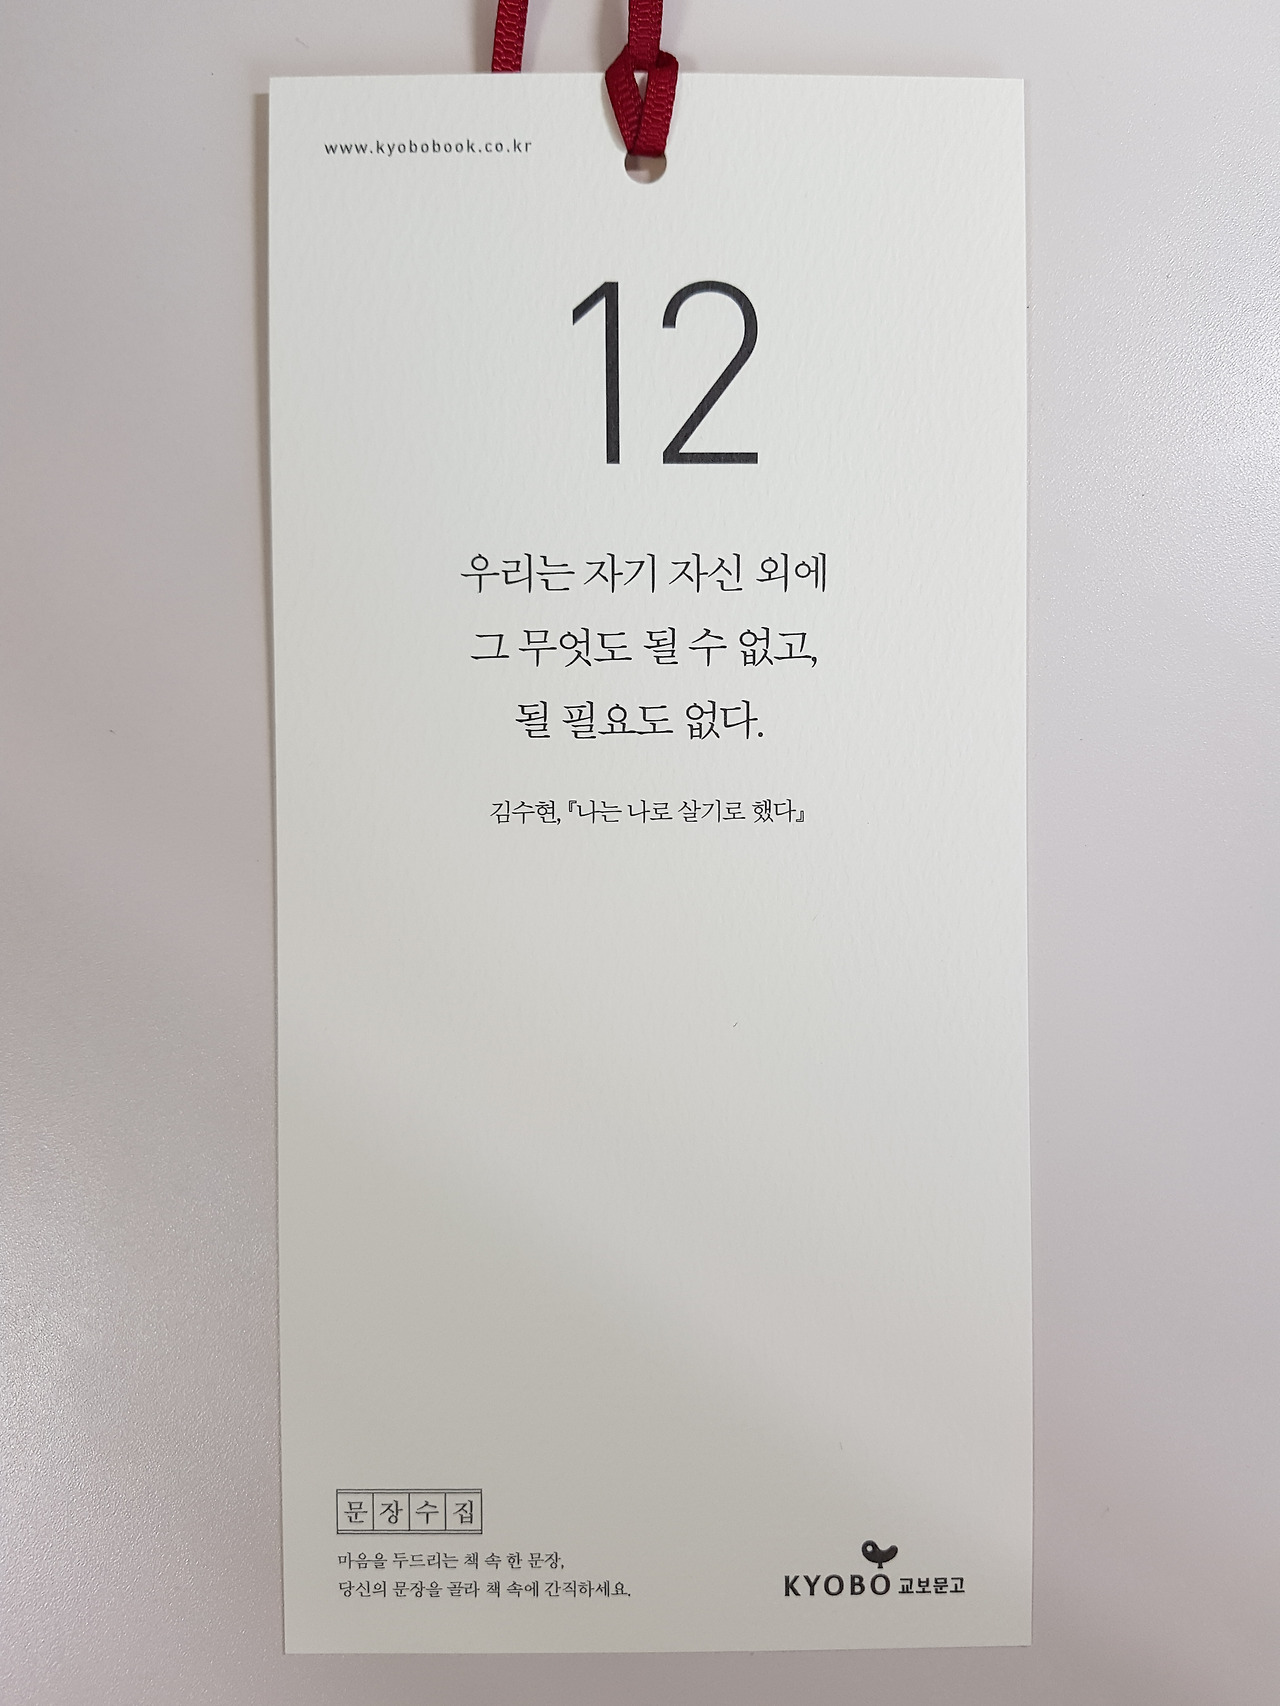 www.kyobobook.co.kr
12
우리는 자기 자신 외에
그 무엇도 될 수 없고,
될 필요도 없다.
김수현, 『나는 나로 살기로 했다』
문장수집
마음을 두드리는 책 속 한 문장,
당신의 문장을 골라 책 속에 간직하세요.
KYOBO 교보문고